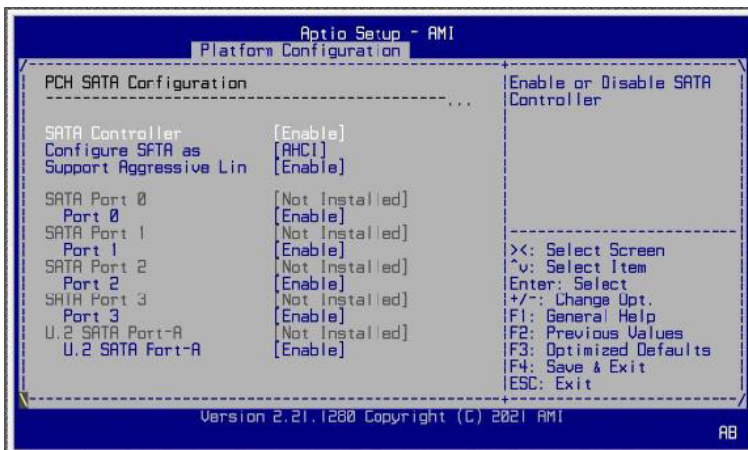 Aptio Setup - AMI
Platform Configuration
PCH SATA Configuration
...
SATA Controller [Enable]
Configure SATA as [AHCI]
Support Aggressive Lin [Enable]
SATA Port 0 [Not Installed]
Port 0 [Enable]
SATA Port 1 [Not Installed]
Port 1 [Enable]
SATA Port 2 [Not Installed]
Port 2 [Enable]
SATA Port 3 [Not Installed]
Port 3 [Enable]
U.2 SATA Port-A [Not Installed]
U.2 SATA Port-A [Enable]
Enable or Disable SATA
Controller
><: Select Screen
^v: Select Item
Enter: Select
+/-: Change Opt.
F1: General Help
F2: Previous Values
F3: Optimized Defaults
F4: Save & Exit
ESC: Exit
Version 2.21.1280 Copyright (C) 2021 AMI
AB